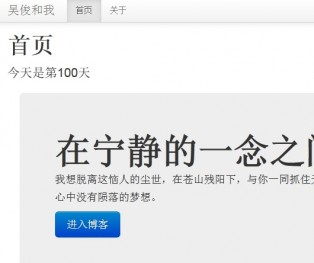 吴俊和我 首页 关于
首页
今天是第100天
在宁静的一念之
我想脱离这恼人的尘世，在苍山残阳下，与你一同抓住
心中没有陨落的梦想。
进入博客